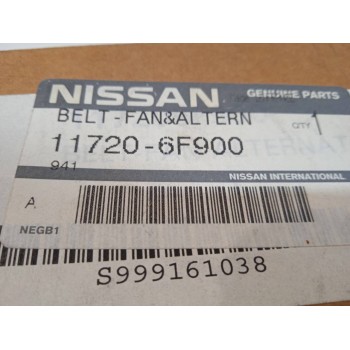 NISSAN GENUINE PARTS
BELT-FAN&ALTERN QTY 1
11720-6F900
941 NISSAN INTERNATIONAL
A
NEGB1
S999161038